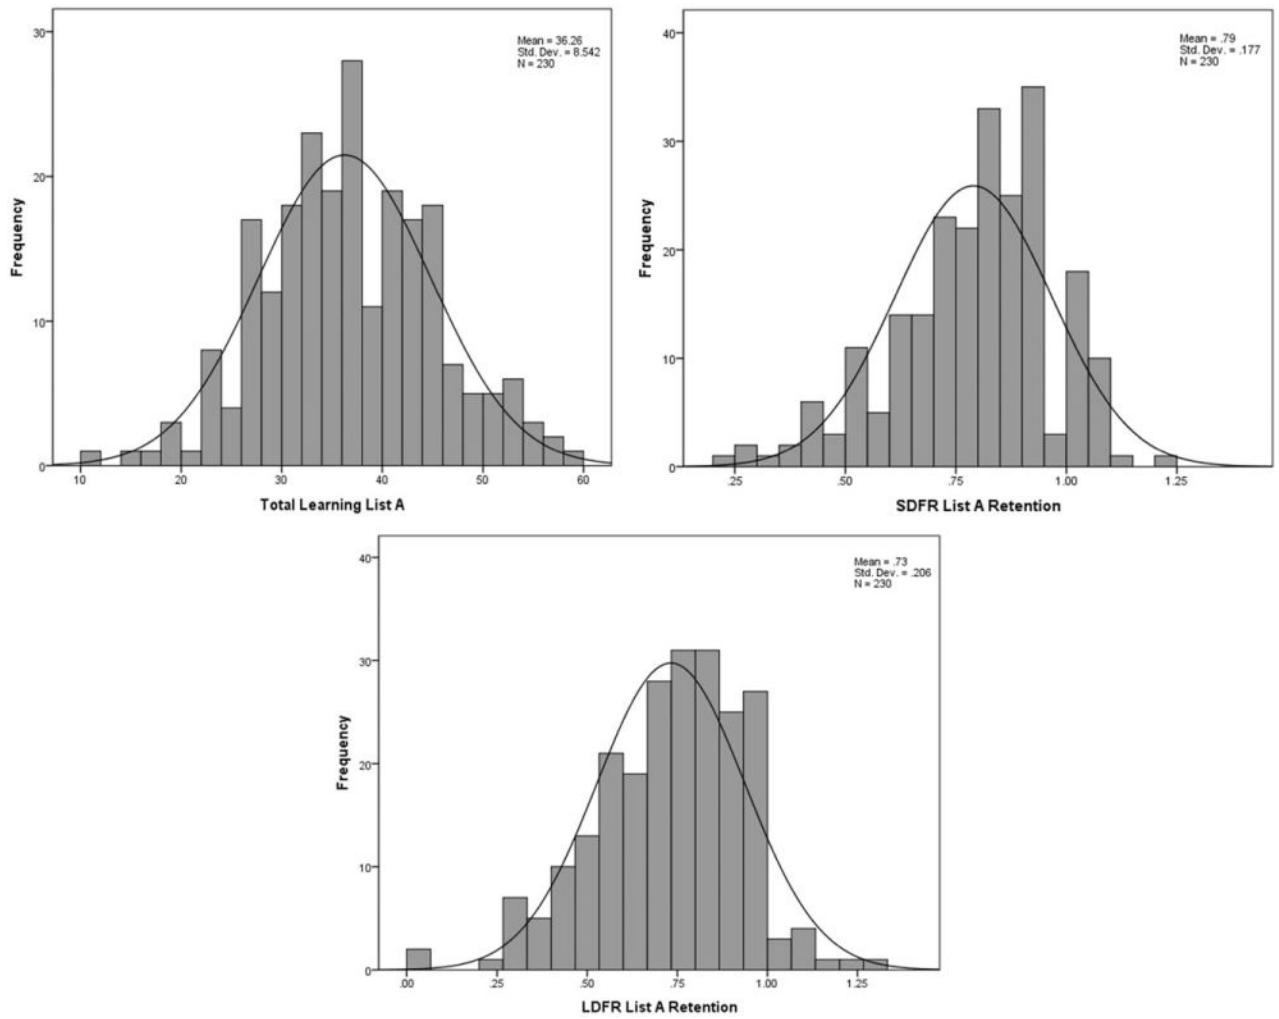 30
20
10
0
Frequency
Mean = 36.26
Std. Dev. = 8.542
N = 230
10 20 30 40 50 60
Total Learning List A
40
30
20
10
0
Frequency
Mean = .79
Std. Dev. = .177
N = 230
.25 .50 .75 1.00 1.25
SDFR List A Retention
40
30
20
10
0
Frequency
Mean = .73
Std. Dev. = .206
N = 230
.00 .25 .50 .75 1.00 1.25
LDFR List A Retention